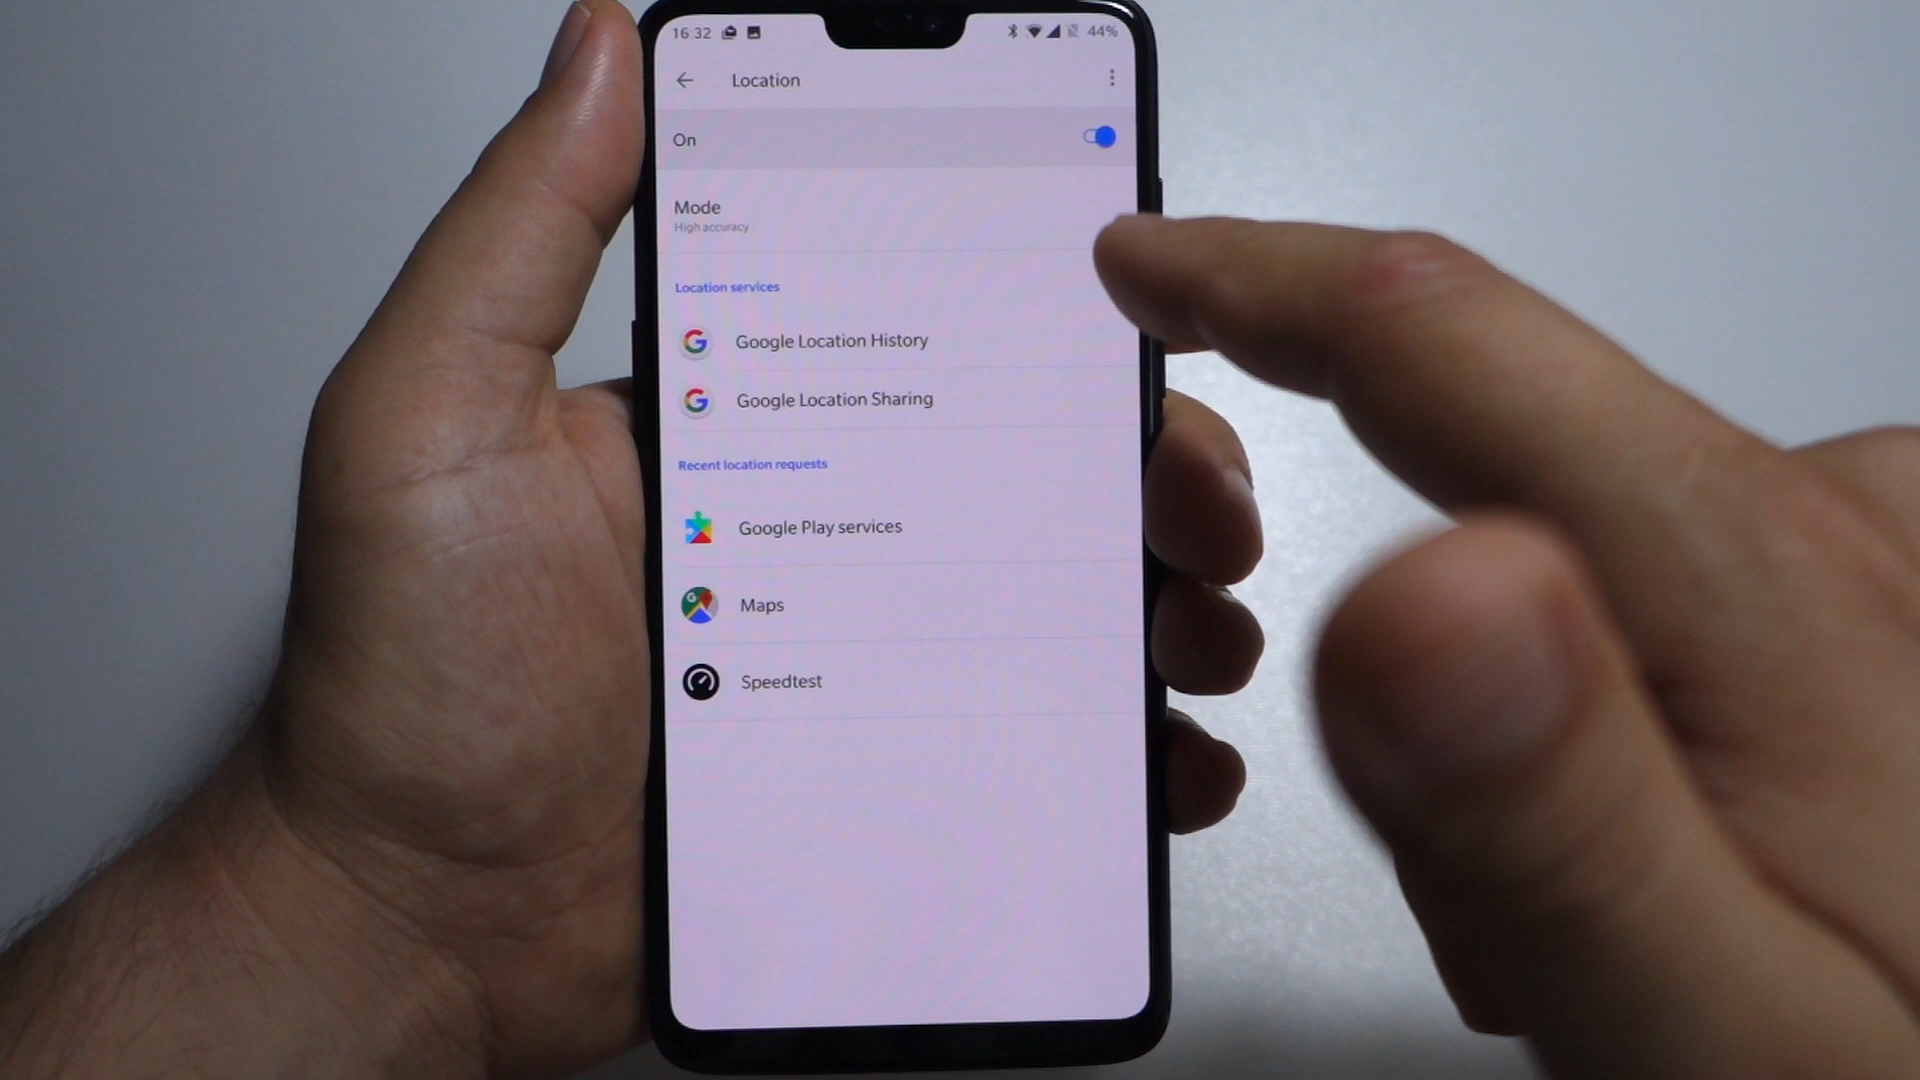 16:32 44%
Location
On
Mode
High accuracy
Location services
Google Location History
Google Location Sharing
Recent location requests
Google Play services
Maps
Speedtest